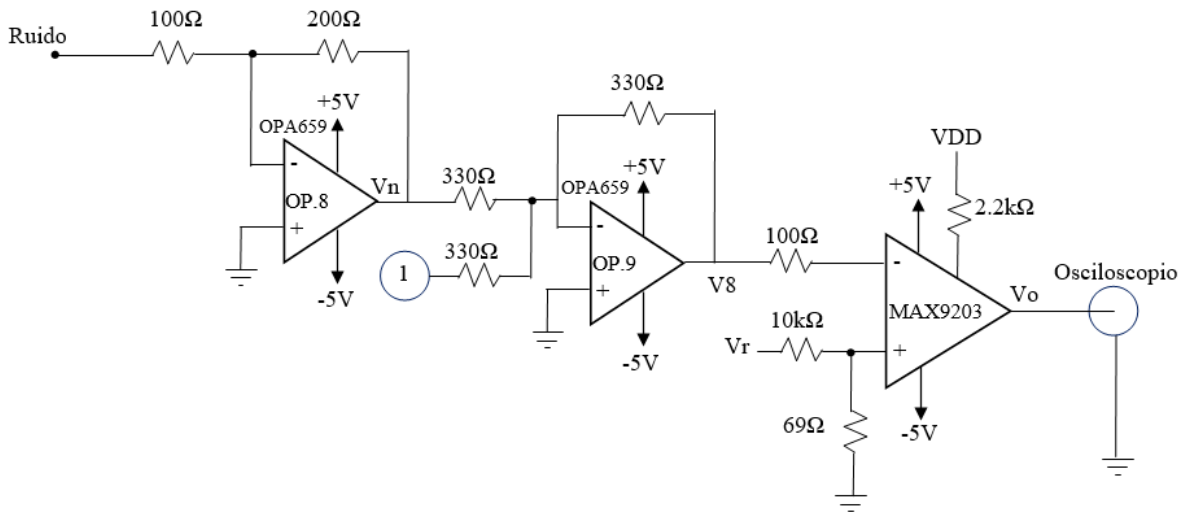 100Ω
200Ω
Ruido
+5V
OPA659
-
OP.8
+
Vn
-5V
330Ω
330Ω
1
330Ω
+5V
OPA659
-
OP.9
+
V8
-5V
100Ω
VDD
+5V
2.2kΩ
-
MAX9203
+
Vo
Osciloscopio
10kΩ
Vr
69Ω
-5V